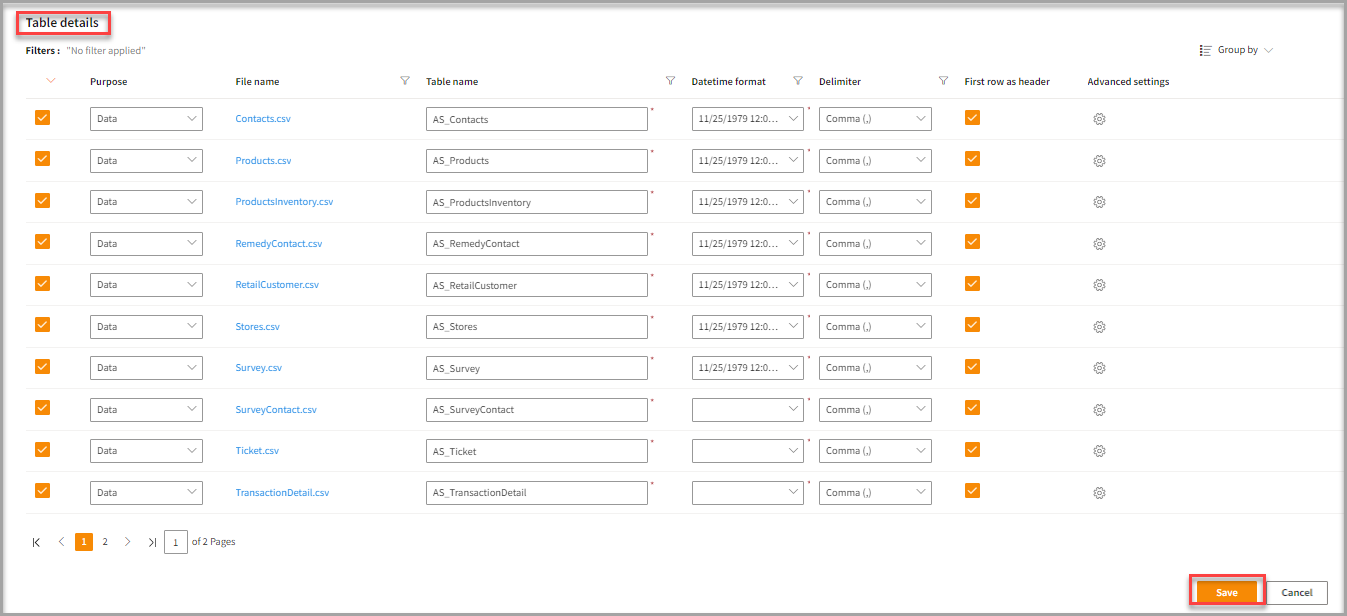 Table details
Filters : "No filter applied" Group by
Purpose File name Table name Datetime format Delimiter First row as header Advanced settings
Data Contacts.csv AS_Contacts * 11/25/1979 12:0... * Comma (,)
Data Products.csv AS_Products * 11/25/1979 12:0... * Comma (,)
Data ProductsInventory.csv AS_ProductsInventory * 11/25/1979 12:0... * Comma (,)
Data RemedyContact.csv AS_RemedyContact * 11/25/1979 12:0... * Comma (,)
Data RetailCustomer.csv AS_RetailCustomer * 11/25/1979 12:0... * Comma (,)
Data Stores.csv AS_Stores * 11/25/1979 12:0... * Comma (,)
Data Survey.csv AS_Survey * 11/25/1979 12:0... * Comma (,)
Data SurveyContact.csv AS_SurveyContact * * Comma (,)
Data Ticket.csv AS_Ticket * * Comma (,)
Data TransactionDetail.csv AS_TransactionDetail * * Comma (,)
1 2 1 of 2 Pages
Save Cancel